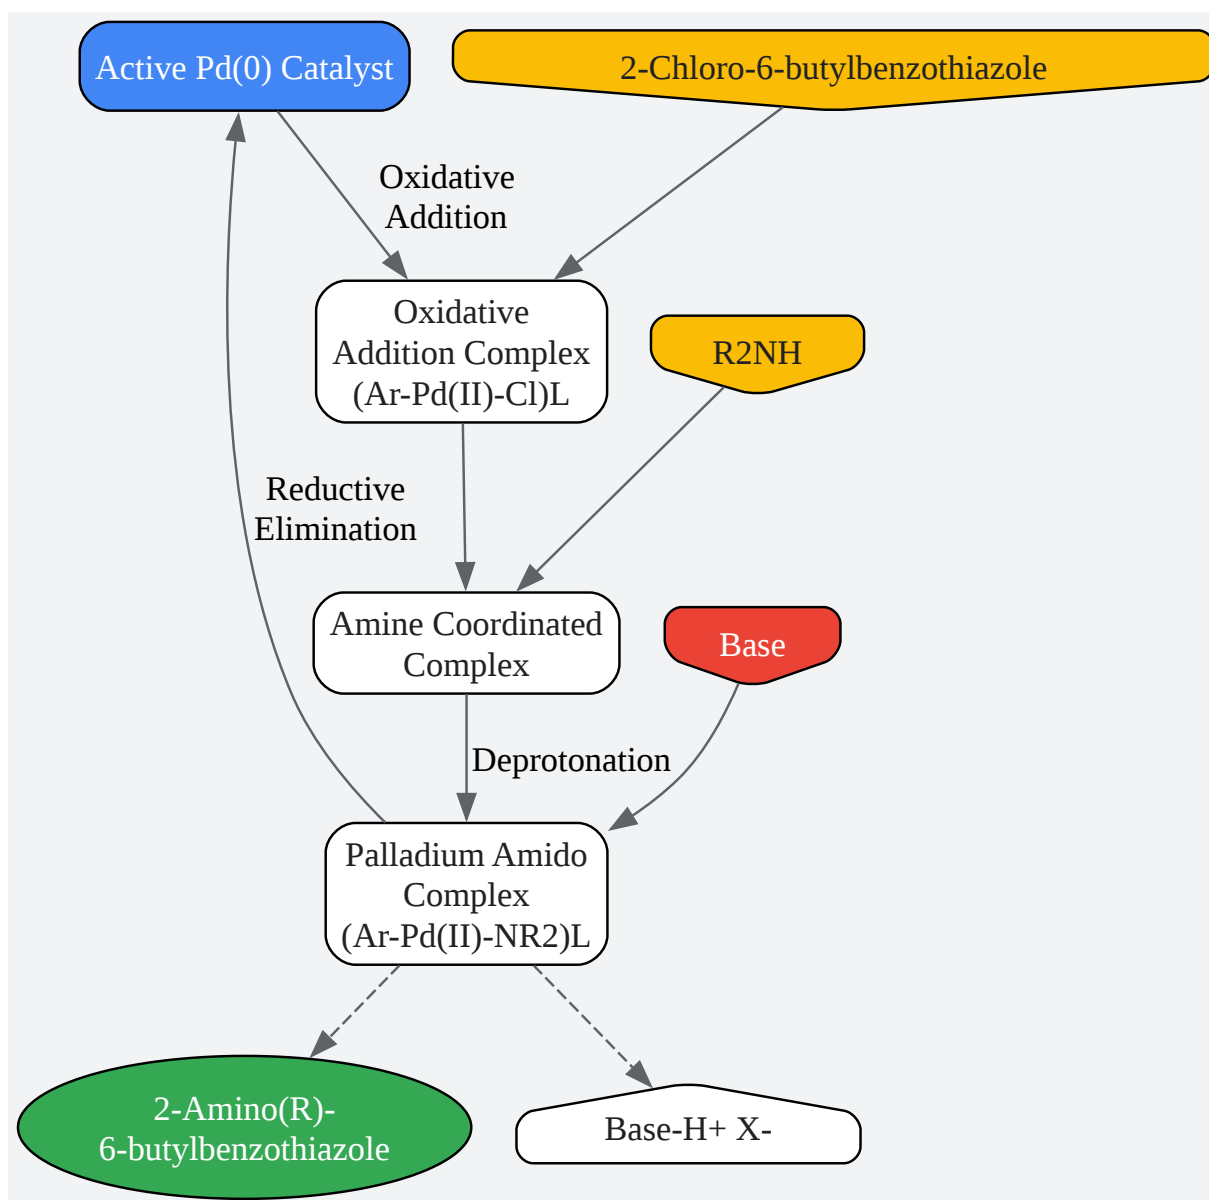 Active Pd(0) Catalyst
2-Chloro-6-butylbenzothiazole
Oxidative
Addition
Oxidative
Addition Complex
(Ar-Pd(II)-Cl)L
R2NH
Reductive
Elimination
Amine Coordinated
Complex
Base
Deprotonation
Palladium Amido
Complex
(Ar-Pd(II)-NR2)L
2-Amino(R)-
6-butylbenzothiazole
Base-H+ X-